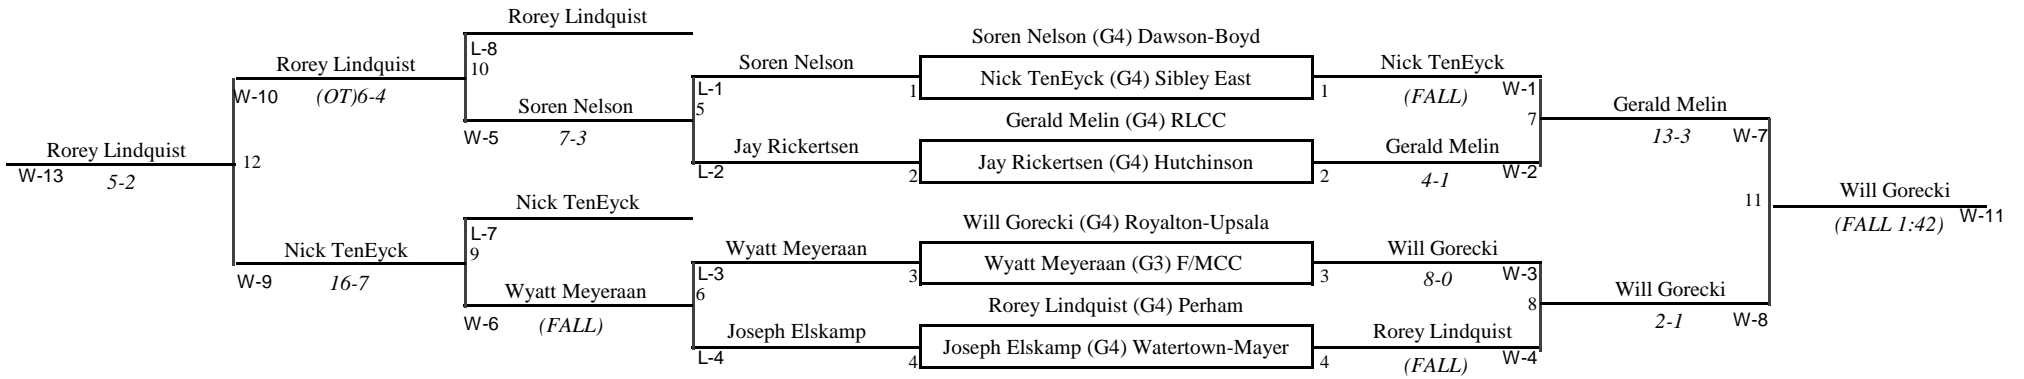 Rorey Lindquist
L-8
10
Soren Nelson (G4) Dawson-Boyd
Rorey Lindquist
Soren Nelson
Nick TenEyck (G4) Sibley East
Nick TenEyck
W-10
(OT)6-4
L-1
1
1
(FALL)
W-1
Soren Nelson
5
Gerald Melin (G4) RLCC
7
Gerald Melin
W-5
7-3
13-3
W-7
Rorey Lindquist
12
Jay Rickertsen
Jay Rickertsen (G4) Hutchinson
Gerald Melin
W-13
5-2
L-2
2
2
4-1
W-2
Nick TenEyck
11
Will Gorecki
L-7
9
Will Gorecki (G4) Royalton-Upsala
(FALL 1:42)
W-11
Nick TenEyck
Wyatt Meyeraan
Wyatt Meyeraan (G3) F/MCC
Will Gorecki
W-9
16-7
L-3
3
3
8-0
W-3
Wyatt Meyeraan
6
Rorey Lindquist (G4) Perham
8
Will Gorecki
W-6
(FALL)
2-1
W-8
Joseph Elskamp
Joseph Elskamp (G4) Watertown-Mayer
Rorey Lindquist
L-4
4
4
(FALL)
W-4